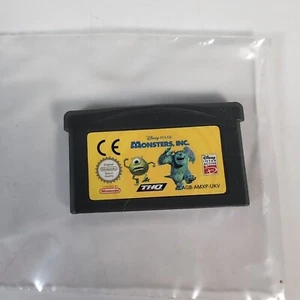 Disney·PIXAR
MONSTERS, INC.
CE
Nintendo
THQ
AGB-AMXP-UKV